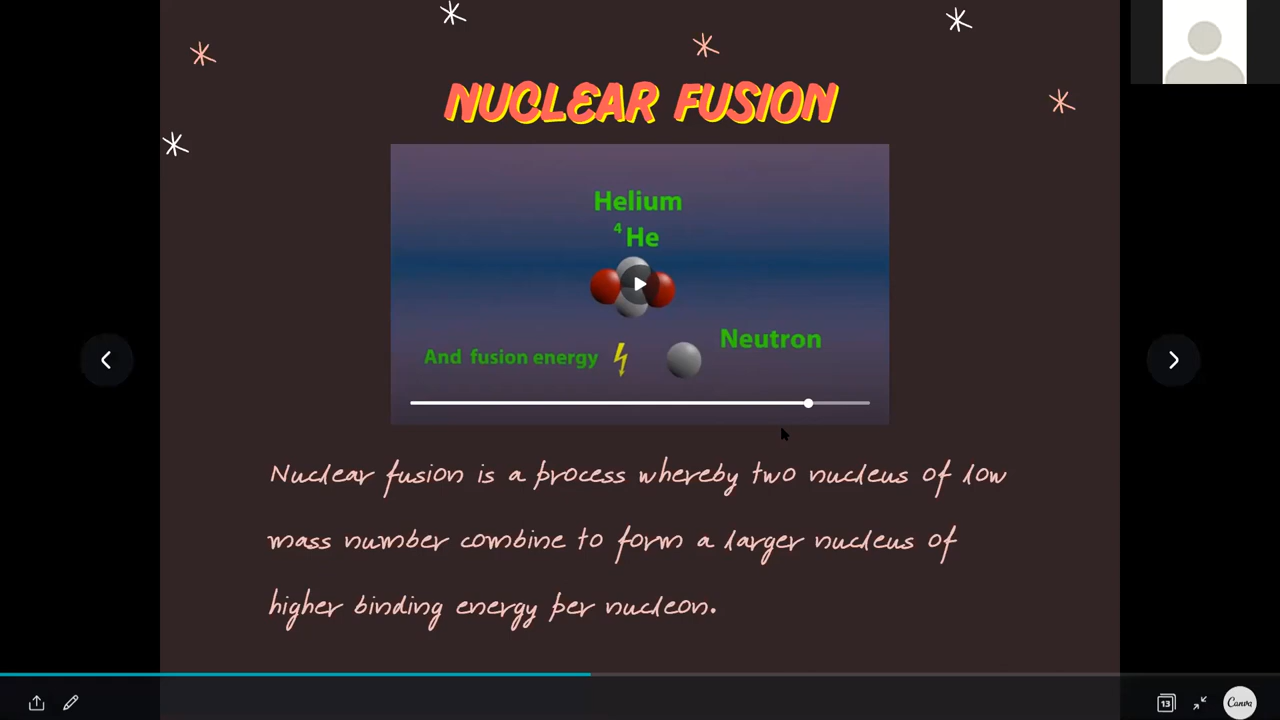 NUCLEAR FUSION
Helium
⁴He
Neutron
And fusion energy
Nuclear fusion is a process whereby two nucleus of low
mass number combine to form a larger nucleus of
higher binding energy per nucleon.
13
Canva